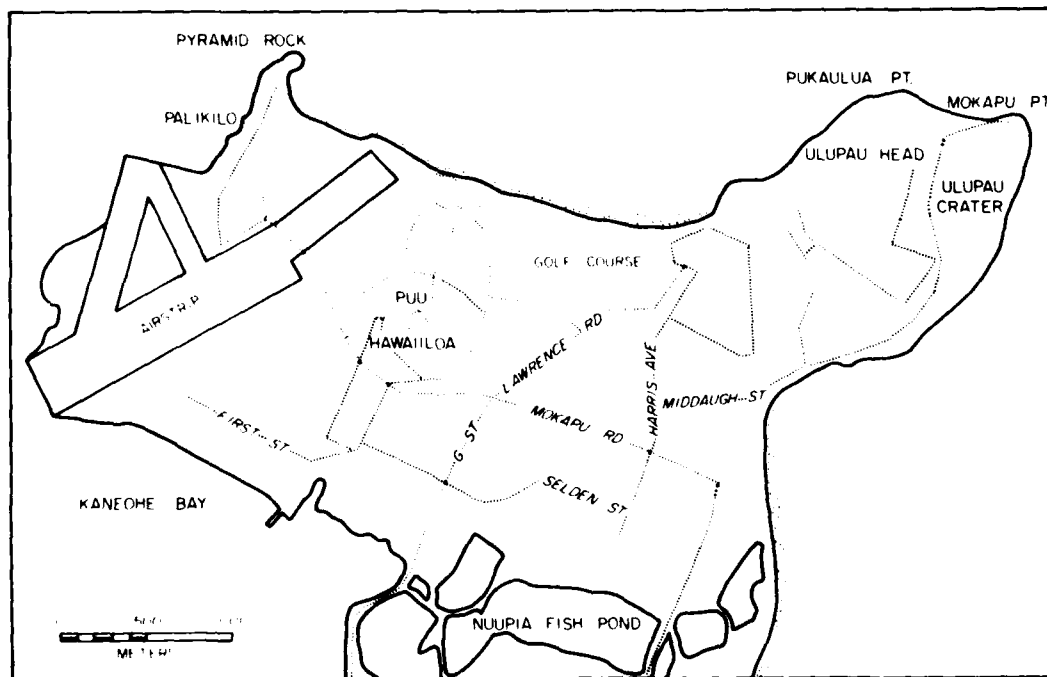 PYRAMID ROCK
PALIKILO
PUKAULUA PT.
MOKAPU PT.
ULUPAU HEAD
ULUPAU
CRATER
GOLF COURSE
AIRSTRIP
PUU
HAWAIILOA
LAWRENCE RD
HARRIS AVE
MIDDAUGH ST
MOKAPU RD
FIRST ST
G ST
SELDEN ST
KANEOHE BAY
NUUPIA FISH POND
METERS